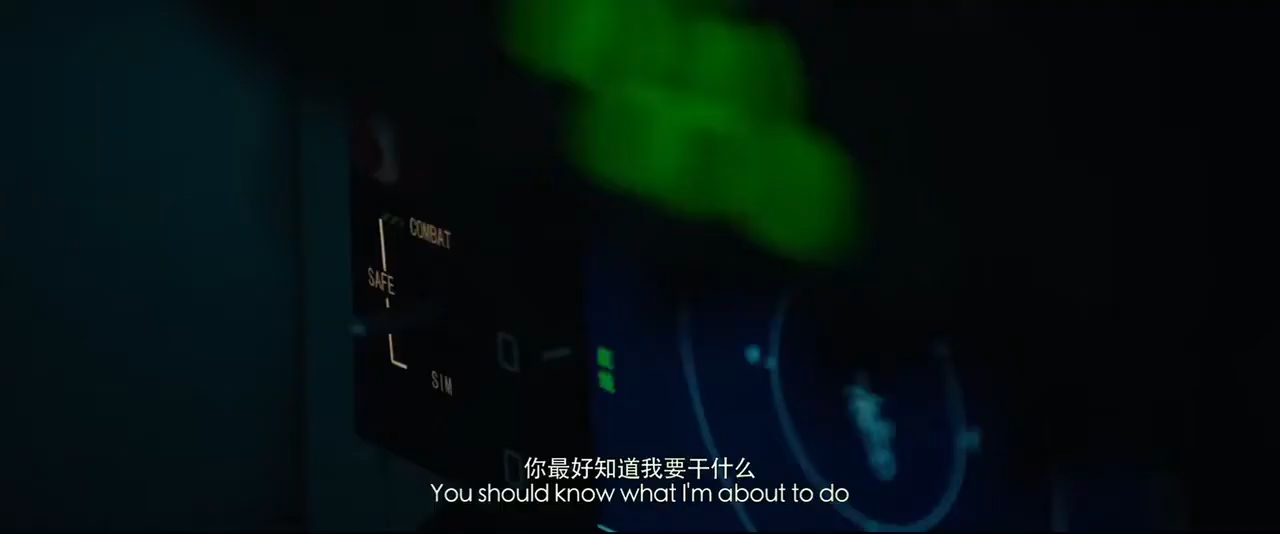 COMBAT
SAFE
SIM
你最好知道我要干什么
You should know what I'm about to do